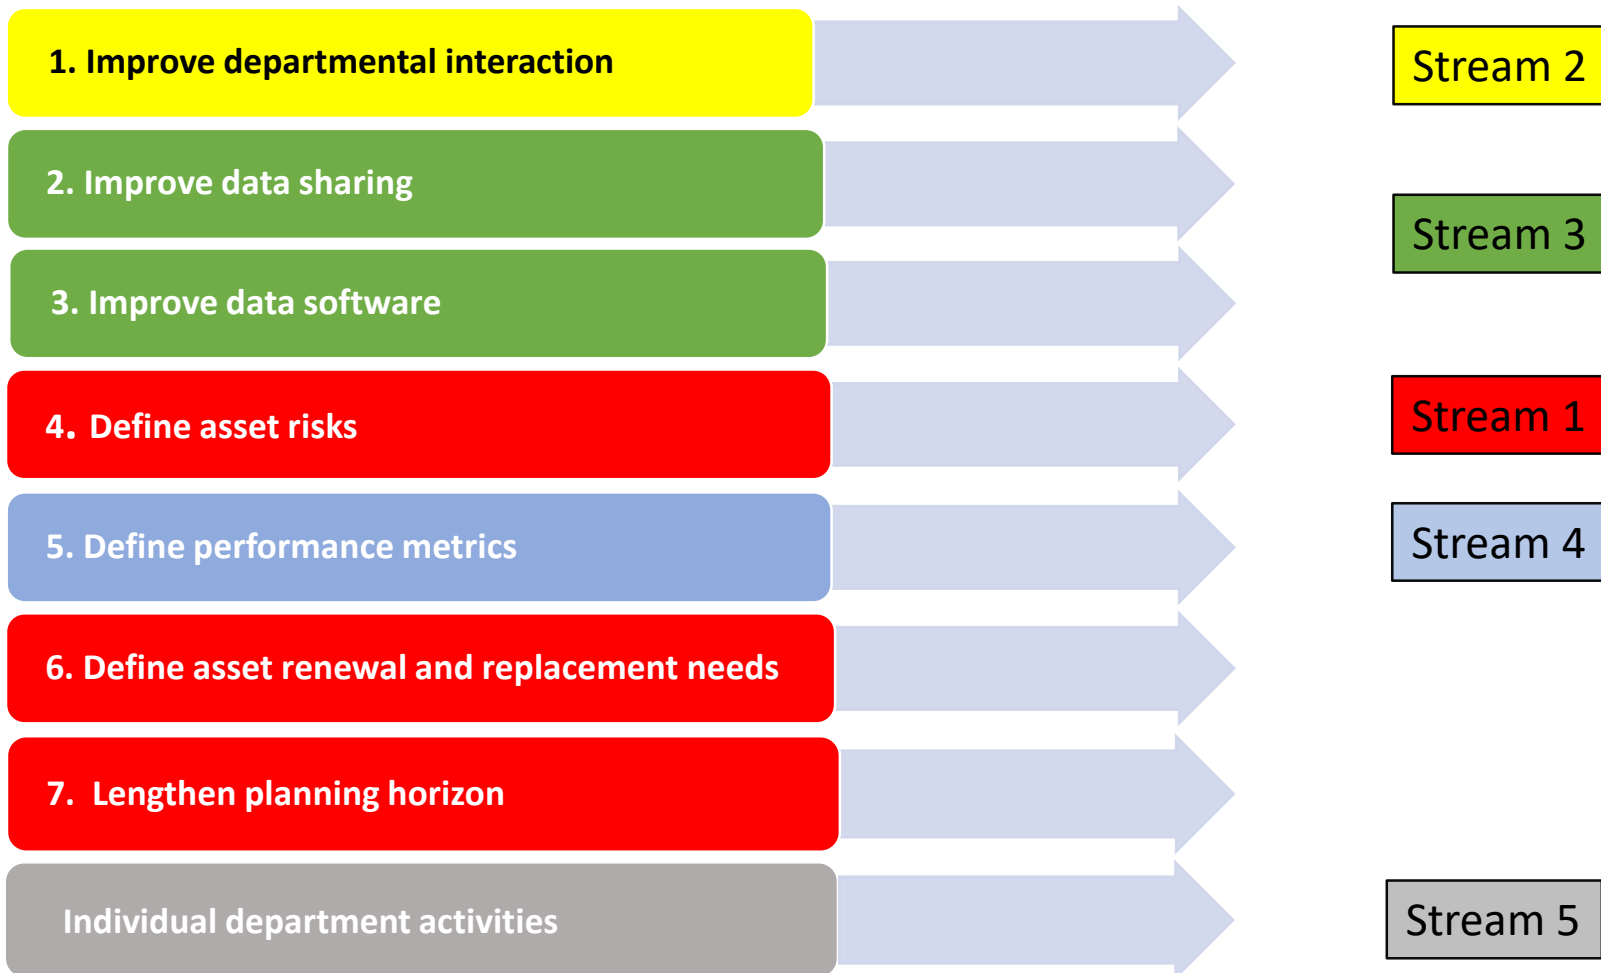 1. Improve departmental interaction
Stream 2
2. Improve data sharing
Stream 3
3. Improve data software
4. Define asset risks
Stream 1
5. Define performance metrics
Stream 4
6. Define asset renewal and replacement needs
7. Lengthen planning horizon
Individual department activities
Stream 5